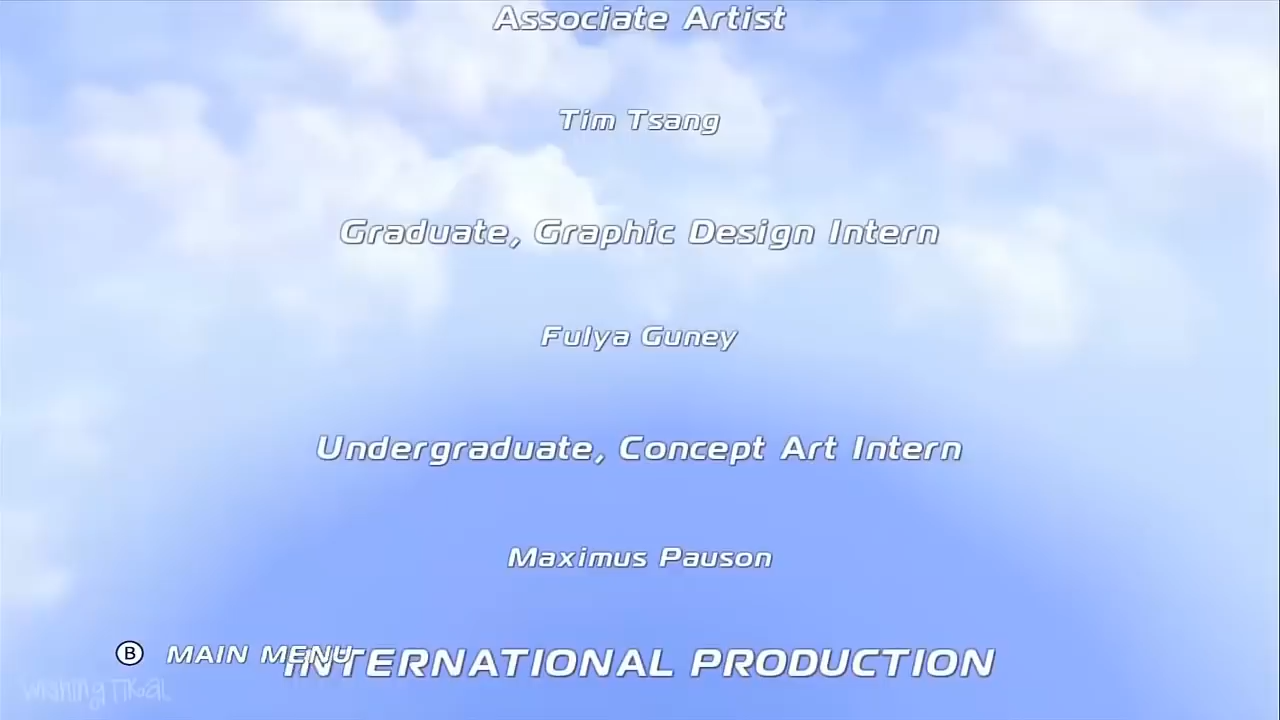 Associate Artist
Tim Tsang
Graduate, Graphic Design Intern
Fulya Guney
Undergraduate, Concept Art Intern
Maximus Pauson
INTERNATIONAL PRODUCTION
B MAIN MENU
wishingTikal